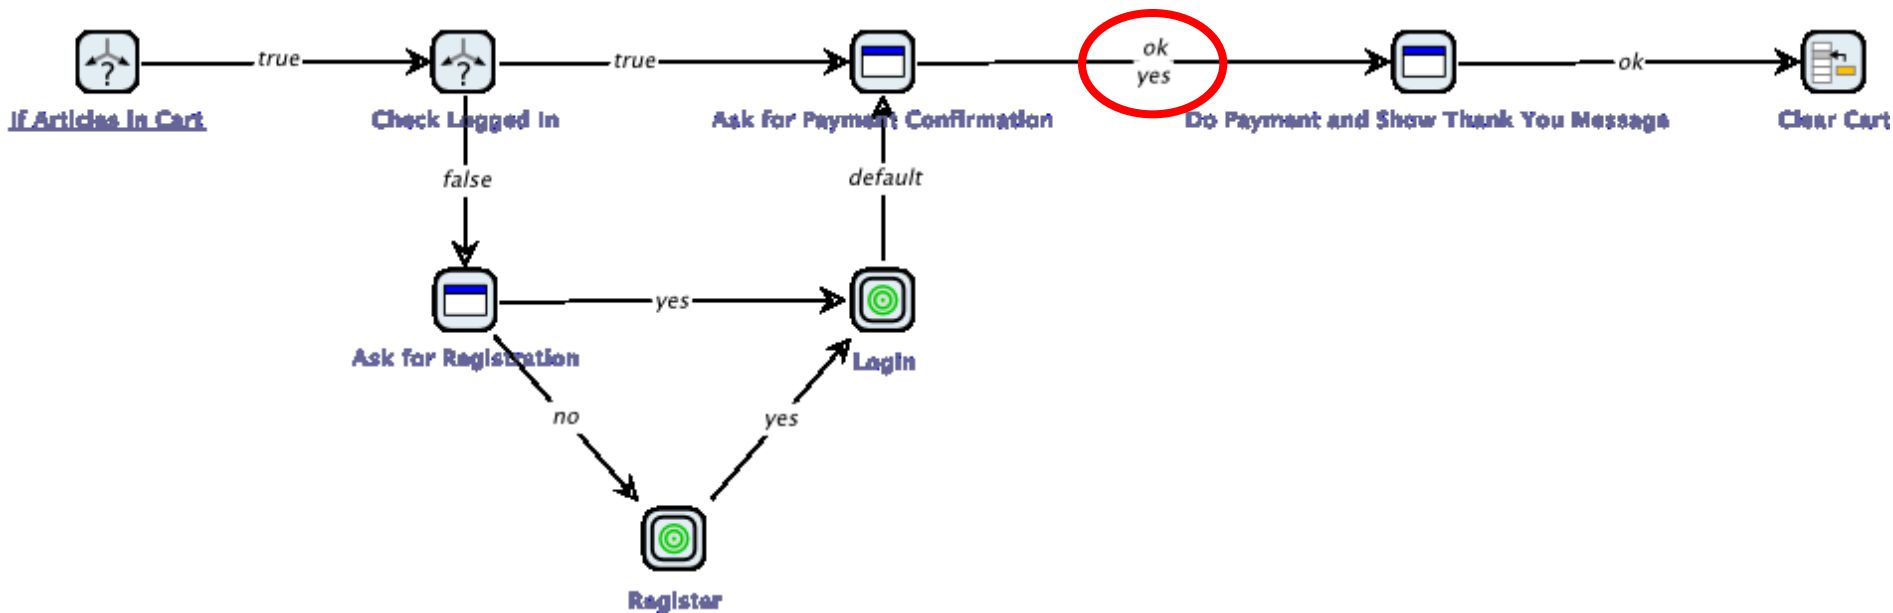 true
true
ok
yes
ok
If Articles in Cart
Check Logged In
Ask for Payment Confirmation
Do Payment and Show Thank You Message
Clear Cart
false
default
yes
Ask for Registration
Login
no
yes
Register